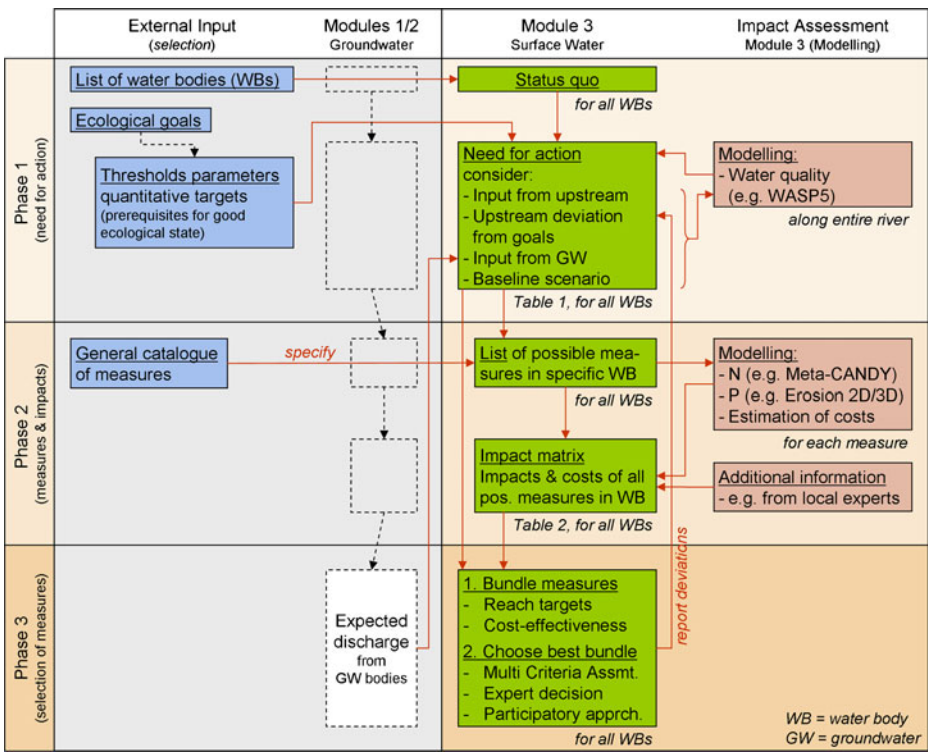 External Input
(selection)
Modules 1/2
Groundwater
Module 3
Surface Water
Impact Assessment
Module 3 (Modelling)
Phase 1
(need for action)
List of water bodies (WBs)
Status quo
for all WBs
Ecological goals
Thresholds parameters
quantitative targets
(prerequisites for good
ecological state)
Need for action
consider:
- Input from upstream
- Upstream deviation
from goals
- Input from GW
- Baseline scenario
Table 1, for all WBs
Modelling:
- Water quality
(e.g. WASP5)
along entire river
Phase 2
(measures & impacts)
General catalogue
of measures
specify
List of possible mea-
sures in specific WB
for all WBs
Modelling:
- N (e.g. Meta-CANDY)
- P (e.g. Erosion 2D/3D)
- Estimation of costs
for each measure
Impact matrix
Impacts & costs of all
pos. measures in WB
Table 2, for all WBs
Additional information
- e.g. from local experts
Phase 3
(selection of measures)
Expected
discharge
from
GW bodies
1. Bundle measures
- Reach targets
- Cost-effectiveness
2. Choose best bundle
- Multi Criteria Assmt.
- Expert decision
- Participatory apprch.
for all WBs
report deviations
WB = water body
GW = groundwater